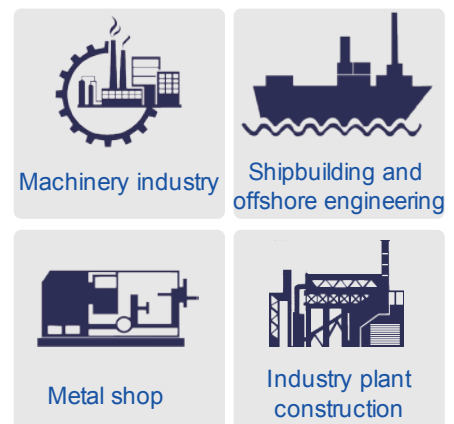 Machinery industry
Shipbuilding and
offshore engineering
Metal shop
Industry plant
construction